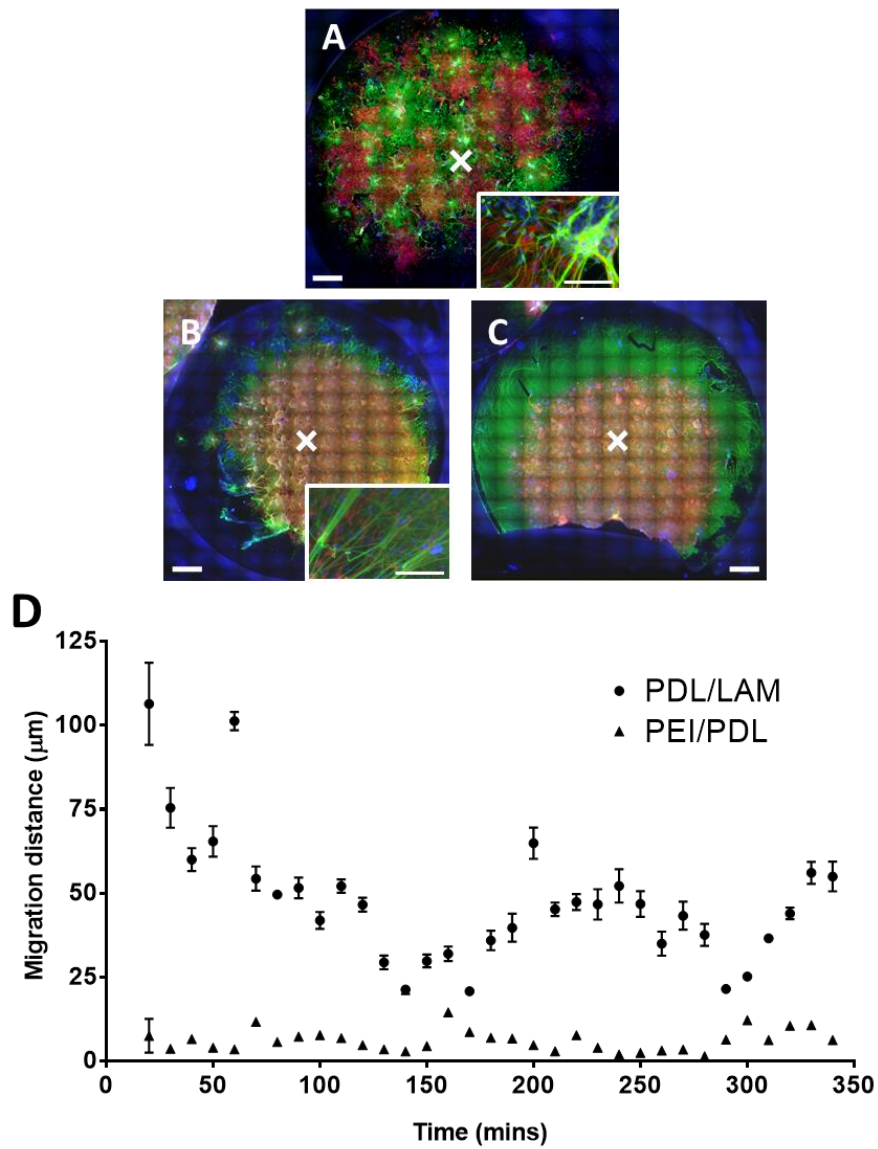 A
B
C
D
125
100
75
50
25
0
Migration distance (μm)
PDL/LAM
PEI/PDL
0 50 100 150 200 250 300 350
Time (mins)